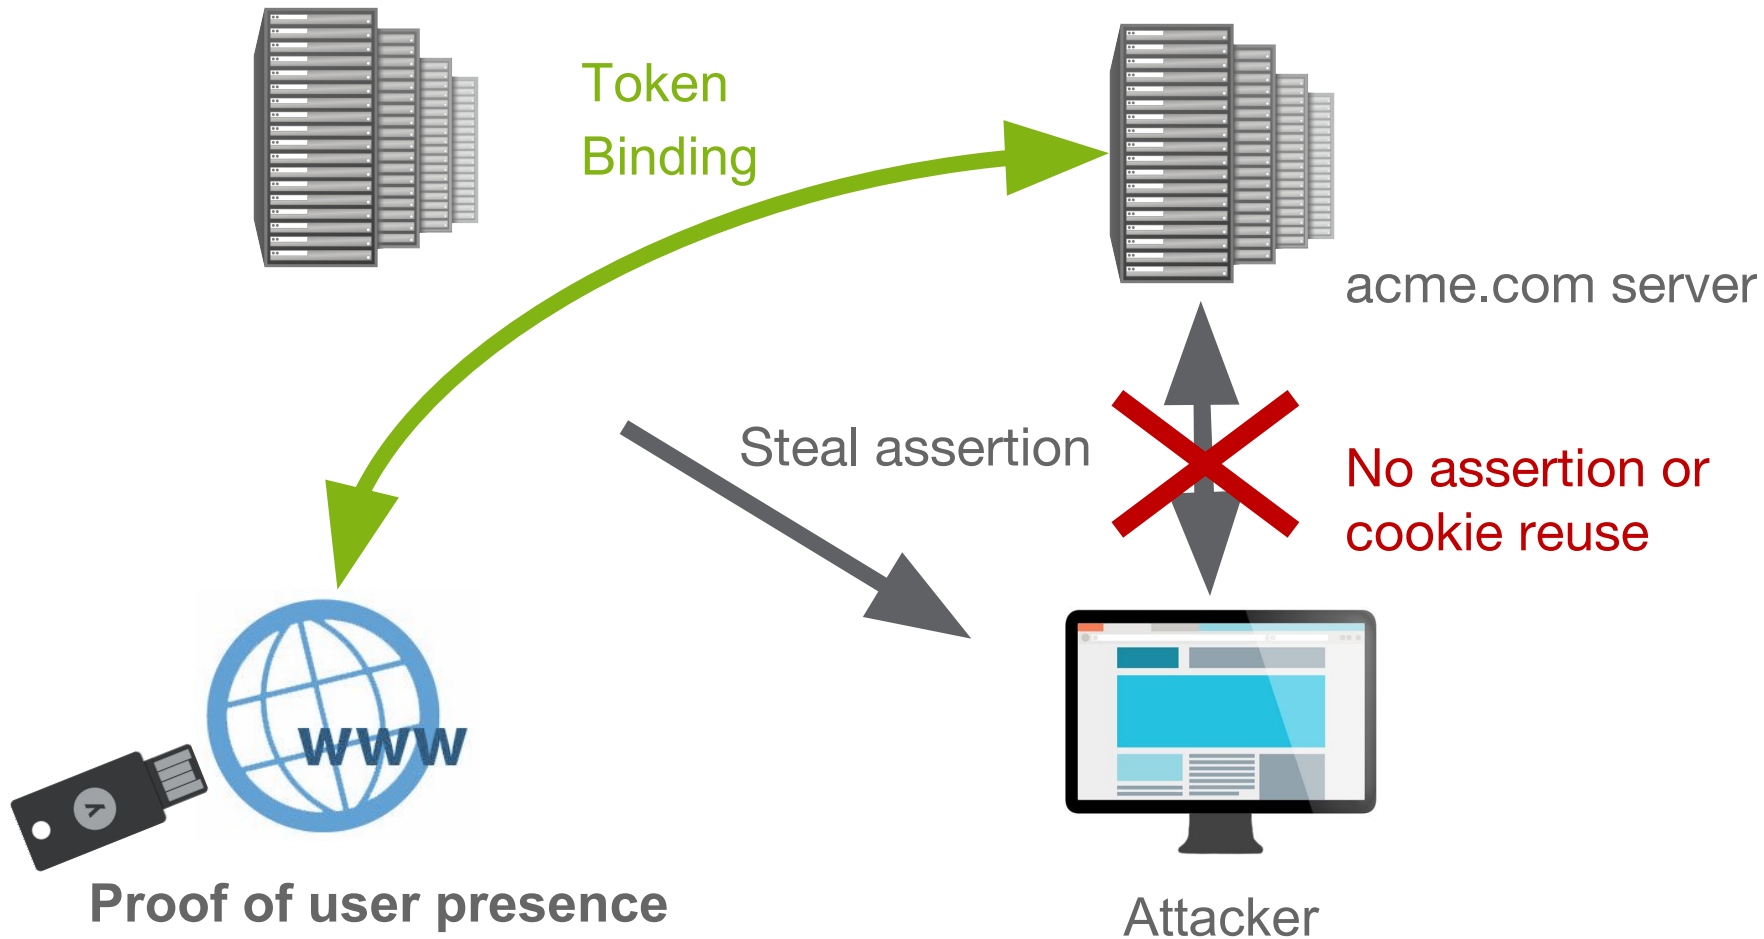 Token
Binding
acme.com server
Steal assertion
No assertion or
cookie reuse
www
y
Proof of user presence
Attacker